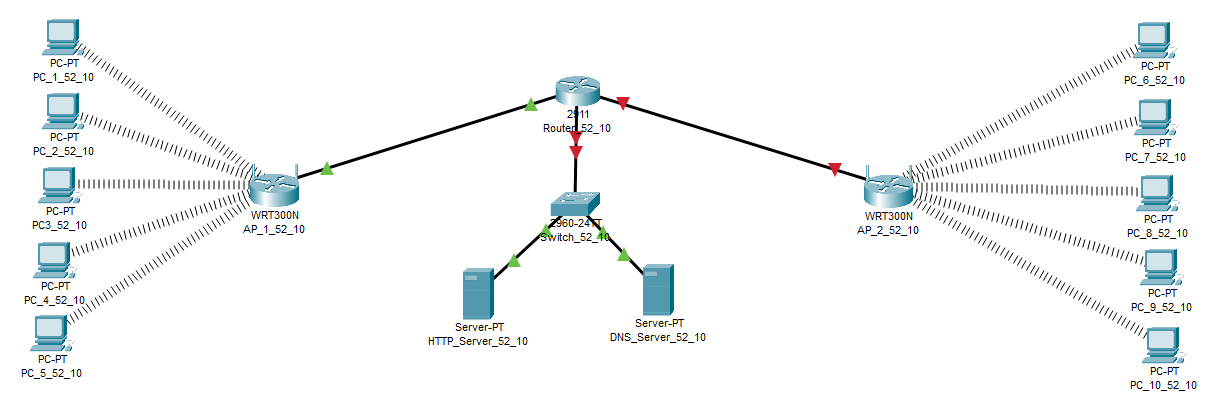 PC-PT
PC_1_52_10
PC-PT
PC_2_52_10
PC-PT
PC3_52_10
PC-PT
PC_4_52_10
PC-PT
PC_5_52_10
WRT300N
AP_1_52_10
2911
Router_52_10
2960-24TT
Switch_52_10
Server-PT
HTTP_Server_52_10
Server-PT
DNS_Server_52_10
WRT300N
AP_2_52_10
PC-PT
PC_6_52_10
PC-PT
PC_7_52_10
PC-PT
PC_8_52_10
PC-PT
PC_9_52_10
PC-PT
PC_10_52_10